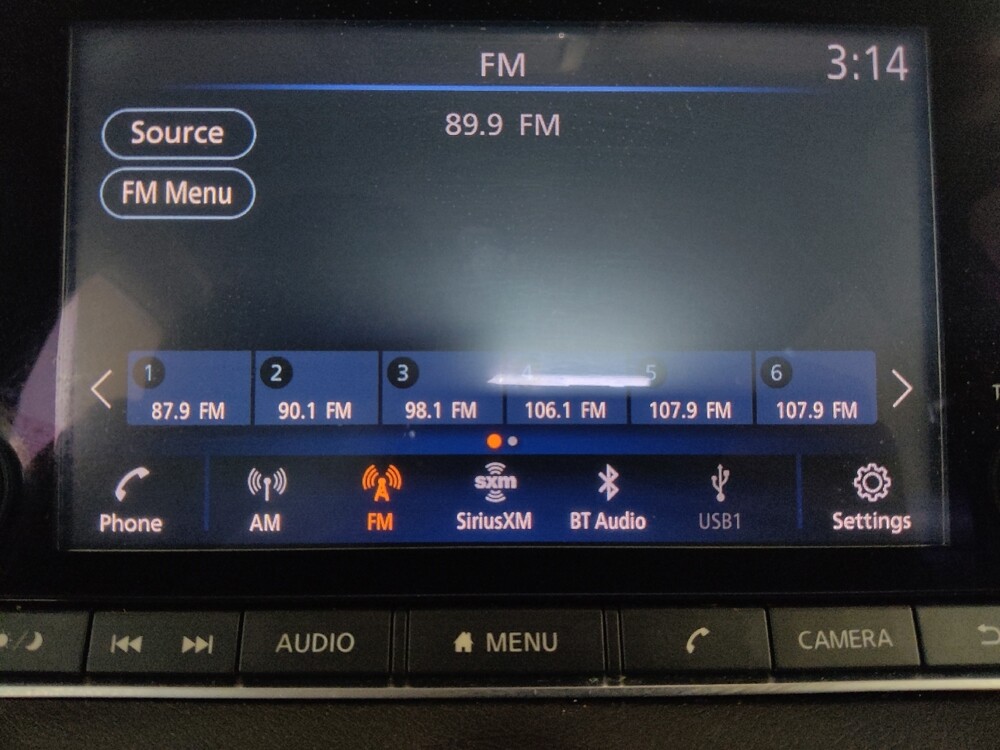 FM
3:14
89.9 FM
Source
FM Menu
1
2
3
4
5
6
87.9 FM
90.1 FM
98.1 FM
106.1 FM
107.9 FM
107.9 FM
sxm
Phone
AM
FM
SiriusXM
BT Audio
USB1
Settings
AUDIO
MENU
CAMERA